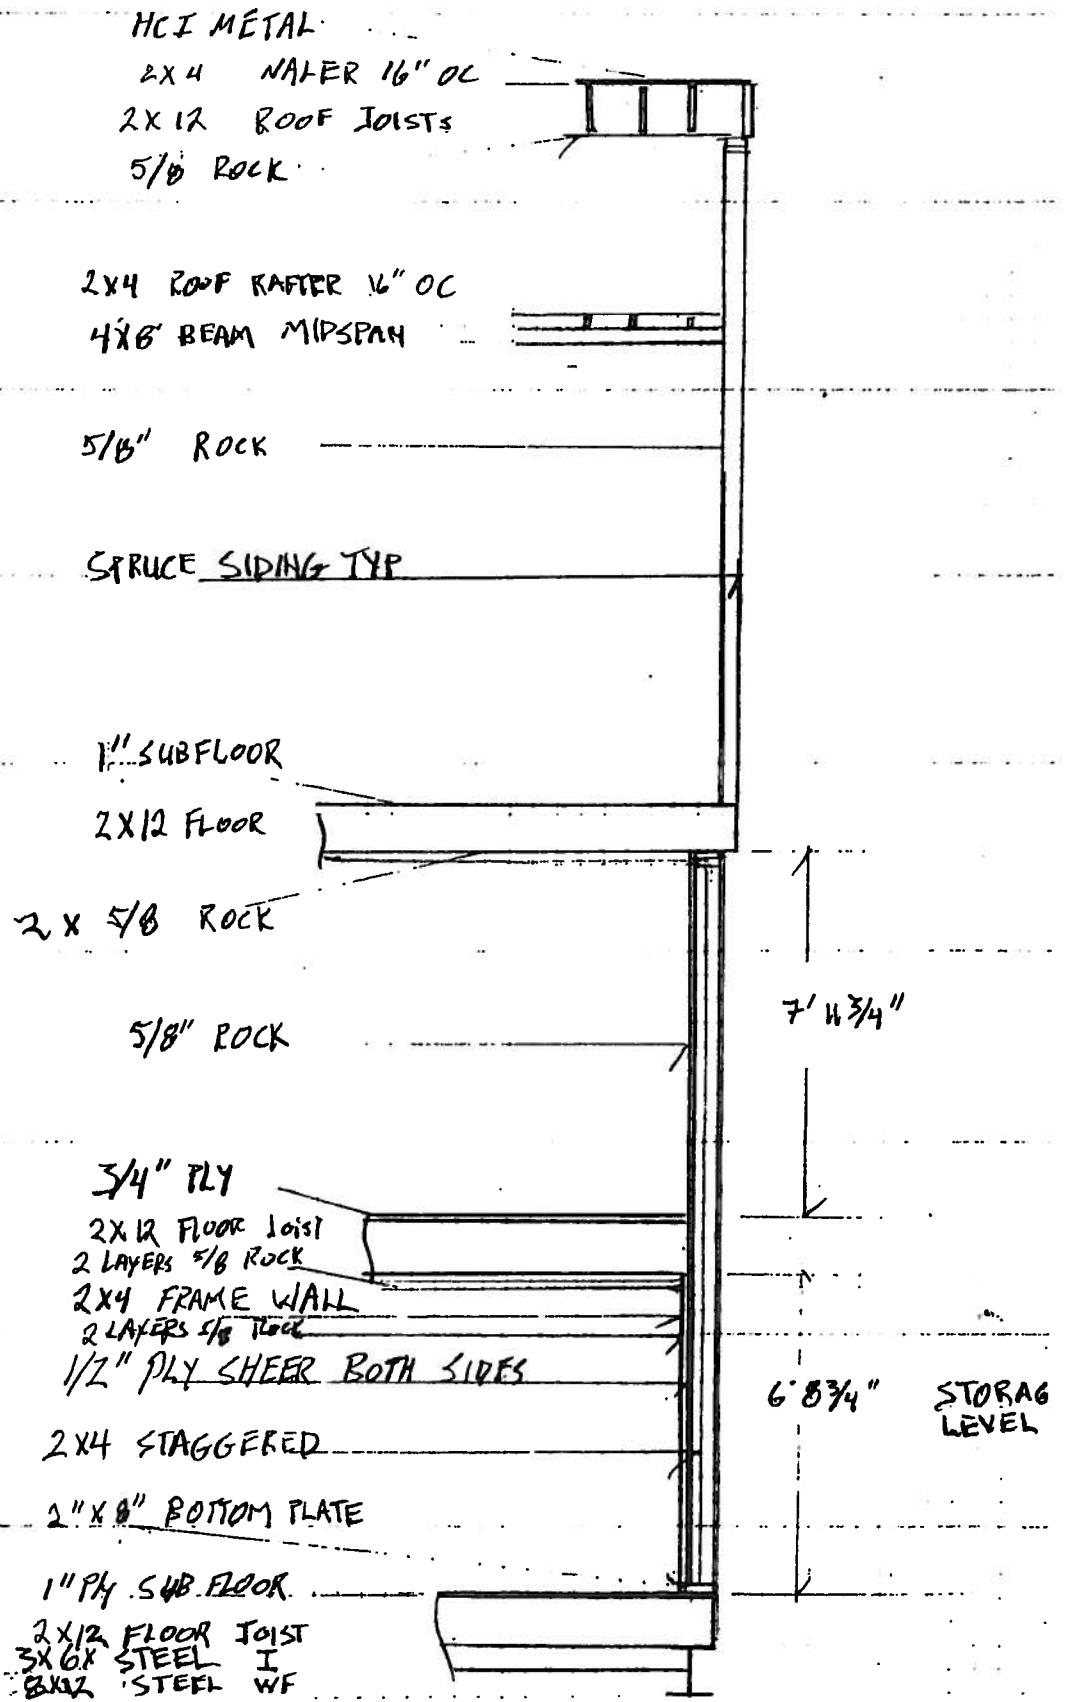 HCI METAL
2X4 NALER 16" OC
2X12 ROOF JOISTS
5/8 ROCK
2X4 ROOF RAFTER 16" OC
4X8 BEAM MIDSPAN
5/8" ROCK
SPRUCE SIDING TYP
1" SUBFLOOR
2X12 FLOOR
2 X 5/8 ROCK
7' 11 3/4"
5/8" ROCK
3/4" PLY
2X12 FLOOR JOIST
2 LAYERS 5/8 ROCK
2X4 FRAME WALL
2 LAYERS 5/8 ROCK
1/2" PLY SHEER BOTH SIDES
6' 8 3/4" STORAG
LEVEL
2X4 STAGGERED
2" X 8" BOTTOM PLATE
1" PLY SUB FLOOR
2X12 FLOOR JOIST
3X6X STEEL I
8X12 STEEL WF